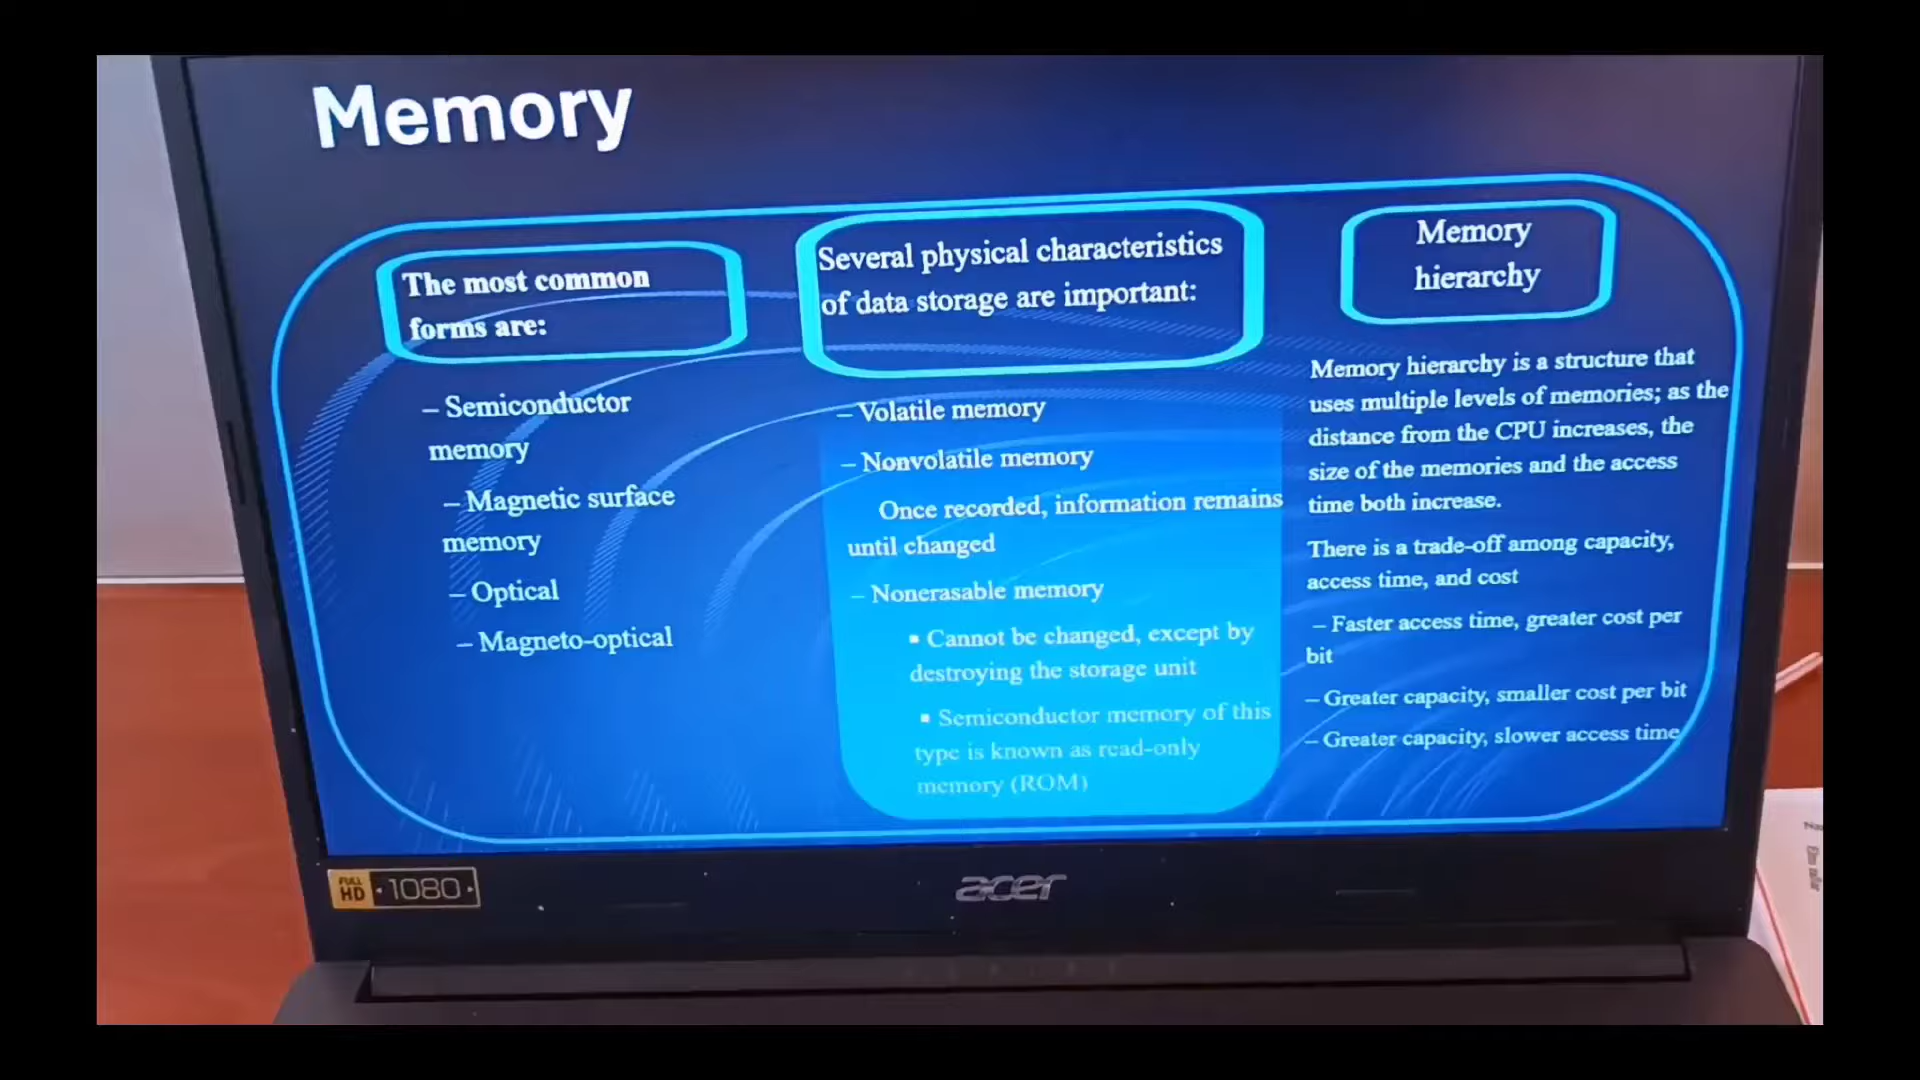 Memory
The most common
forms are:
– Semiconductor
memory
– Magnetic surface
memory
– Optical
– Magneto-optical
Several physical characteristics
of data storage are important:
– Volatile memory
– Nonvolatile memory
Once recorded, information remains
until changed
– Nonerasable memory
▪ Cannot be changed, except by
destroying the storage unit
▪ Semiconductor memory of this
type is known as read-only
memory (ROM)
Memory
hierarchy
Memory hierarchy is a structure that
uses multiple levels of memories; as the
distance from the CPU increases, the
size of the memories and the access
time both increase.
There is a trade-off among capacity,
access time, and cost
– Faster access time, greater cost per
bit
– Greater capacity, smaller cost per bit
– Greater capacity, slower access time
FULL
HD
1080
acer